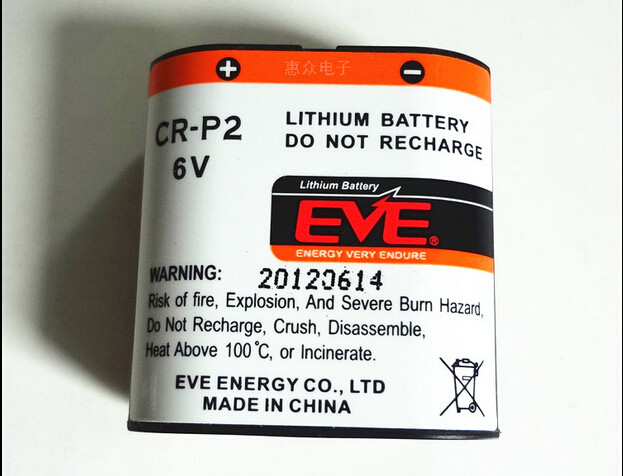 + 惠众电子 −
CR-P2
6V
LITHIUM BATTERY
DO NOT RECHARGE
Lithium Battery
EVE®
ENERGY VERY ENDURE
WARNING: 20120614
Risk of fire, Explosion, And Severe Burn Hazard,
Do Not Recharge, Crush, Disassemble,
Heat Above 100℃, or Incinerate.
EVE ENERGY CO., LTD
MADE IN CHINA